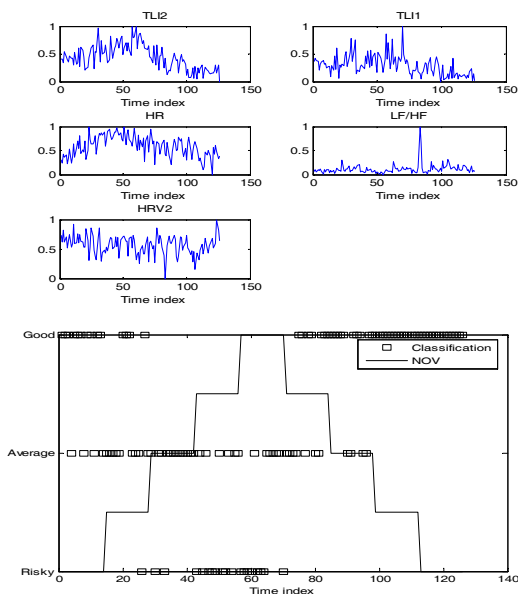 TLI2
TLI1
1
0.5
0
0 50 100 150
Time index
1
0.5
0
0 50 100 150
Time index
HR
LF/HF
1
0.5
0
0 50 100 150
Time index
1
0.5
0
0 50 100 150
Time index
HRV2
1
0.5
0
0 50 100 150
Time index
Good
Average
Risky
Classification
NOV
0 20 40 60 80 100 120 140
Time index